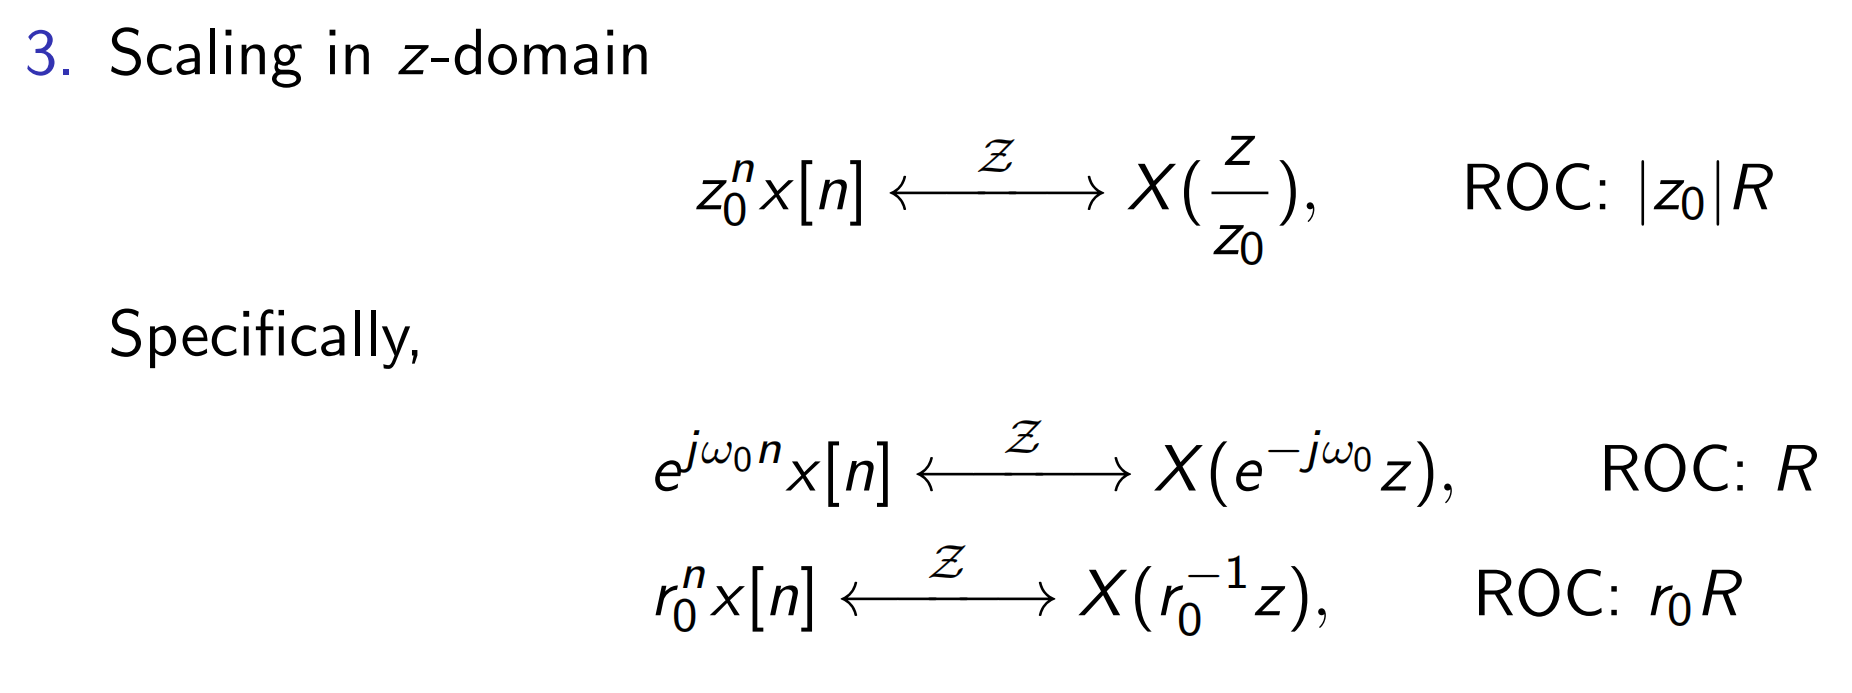 3. Scaling in z-domain
z_0^n x[n] ⟷^𝒵 X(z/z_0), ROC: |z_0|R
Specifically,
e^{jω_0 n} x[n] ⟷^𝒵 X(e^{−jω_0} z), ROC: R
r_0^n x[n] ⟷^𝒵 X(r_0^{−1} z), ROC: r_0 R